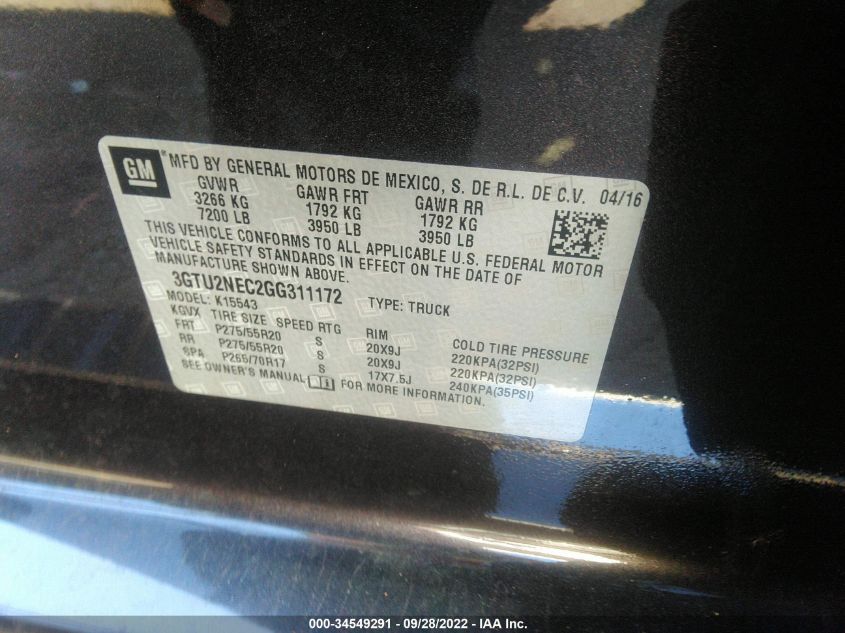 GM
MFD BY GENERAL MOTORS DE MEXICO, S. DE R.L. DE C.V. 04/16
GVWR GAWR FRT GAWR RR
3266 KG 1792 KG 1792 KG
7200 LB 3950 LB 3950 LB
THIS VEHICLE CONFORMS TO ALL APPLICABLE U.S. FEDERAL MOTOR
VEHICLE SAFETY STANDARDS IN EFFECT ON THE DATE OF
MANUFACTURE SHOWN ABOVE.
3GTU2NEC2GG311172 TYPE: TRUCK
MODEL: K15543
KGVX TIRE SIZE SPEED RTG RIM COLD TIRE PRESSURE
FRT P275/55R20 S 20X9J 220KPA(32PSI)
RR P275/55R20 S 20X9J 220KPA(32PSI)
SPA P265/70R17 S 17X7.5J 240KPA(35PSI)
SEE OWNER'S MANUAL FOR MORE INFORMATION.
000-34549291 - 09/28/2022 - IAA Inc.